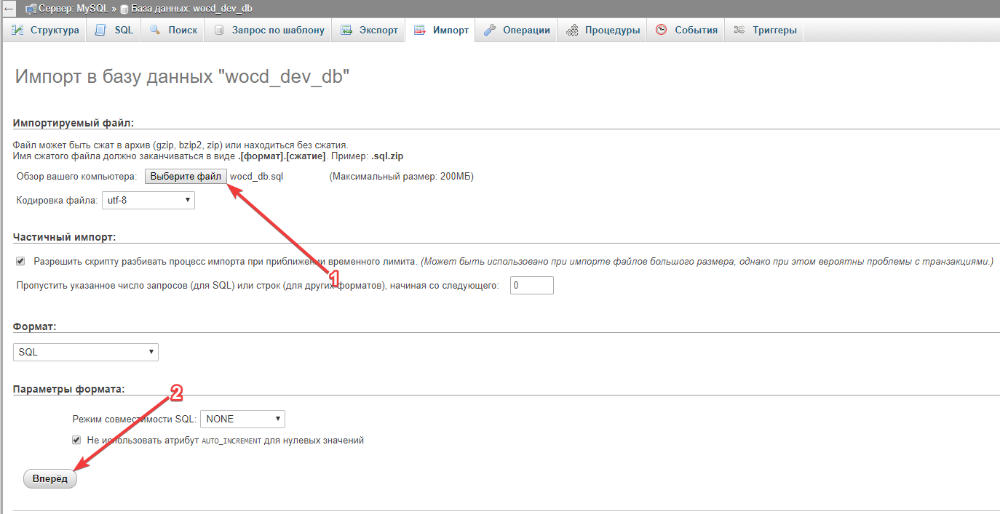 Сервер: MySQL » База данных: wocd_dev_db
Структура SQL Поиск Запрос по шаблону Экспорт Импорт Операции Процедуры События Триггеры
Импорт в базу данных "wocd_dev_db"
Импортируемый файл:
Файл может быть сжат в архив (gzip, bzip2, zip) или находиться без сжатия.
Имя сжатого файла должно заканчиваться в виде .[формат].[сжатие]. Пример: .sql.zip
Обзор вашего компьютера: Выберите файл wocd_db.sql (Максимальный размер: 200МБ)
Кодировка файла: utf-8
Частичный импорт:
Разрешить скрипту разбивать процесс импорта при приближении временного лимита. (Может быть использовано при импорте файлов большого размера, однако при этом вероятны проблемы с транзакциями.)
1
Пропустить указанное число запросов (для SQL) или строк (для других форматов), начиная со следующего: 0
Формат:
SQL
Параметры формата:
2
Режим совместимости SQL: NONE
Не использовать атрибут AUTO_INCREMENT для нулевых значений
Вперёд